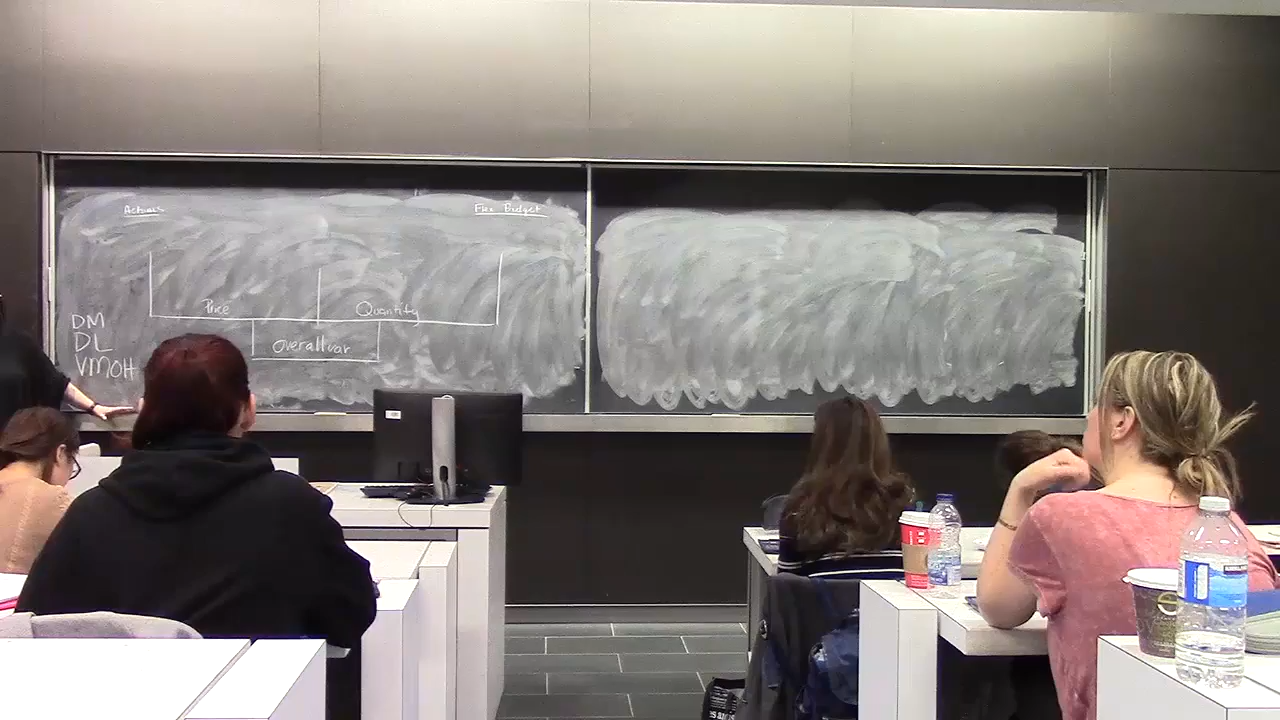 Actuals
Flex Budget
Price
Quantity
DM
DL
VMOH
Overall var